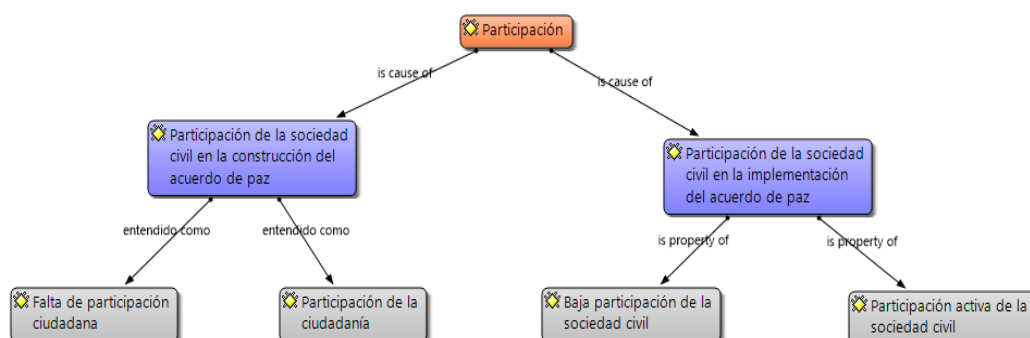 Participación
is cause of
is cause of
Participación de la sociedad
civil en la construcción del
acuerdo de paz
Participación de la sociedad
civil en la implementación
del acuerdo de paz
entendido como
entendido como
is property of
is property of
Falta de participación
ciudadana
Participación de la
ciudadanía
Baja participación de la
sociedad civil
Participación activa de la
sociedad civil